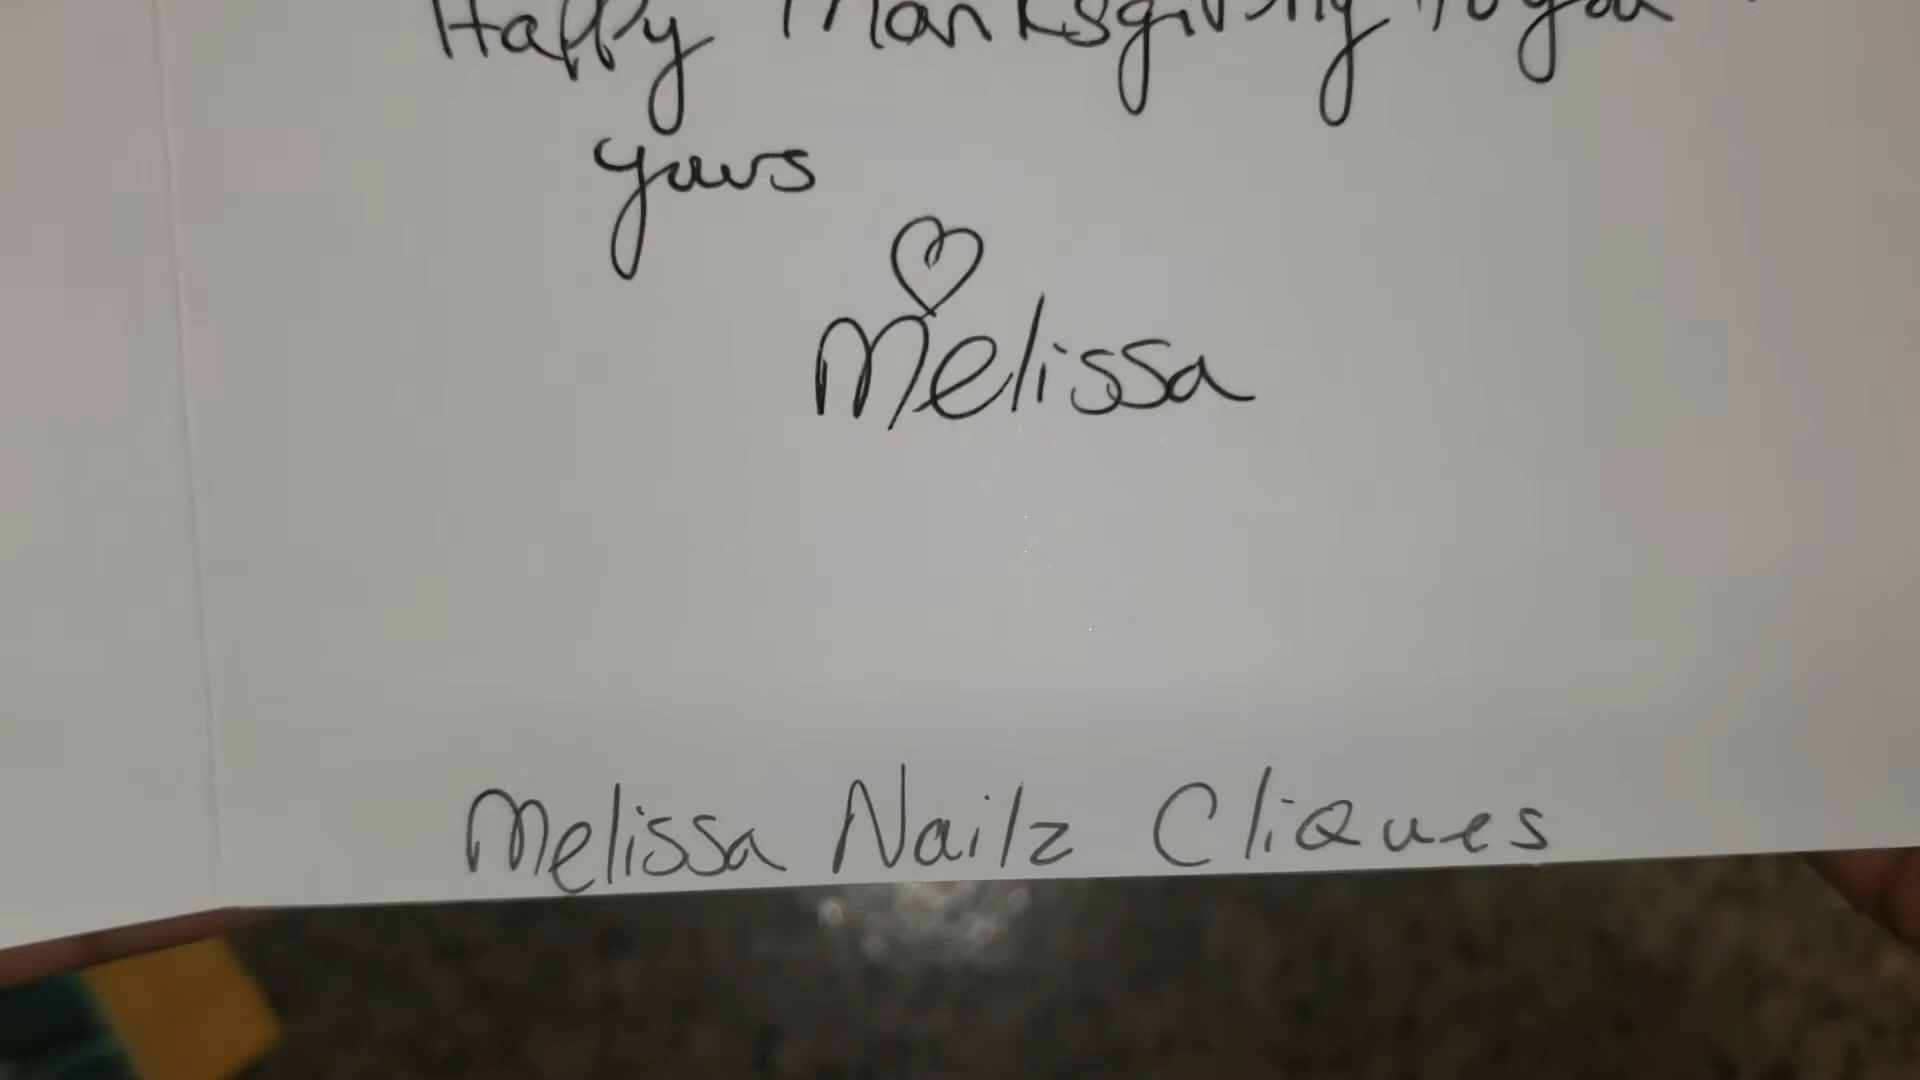 Happy Thanksgiving to you
yours
Melissa
Melissa Nailz Cliques